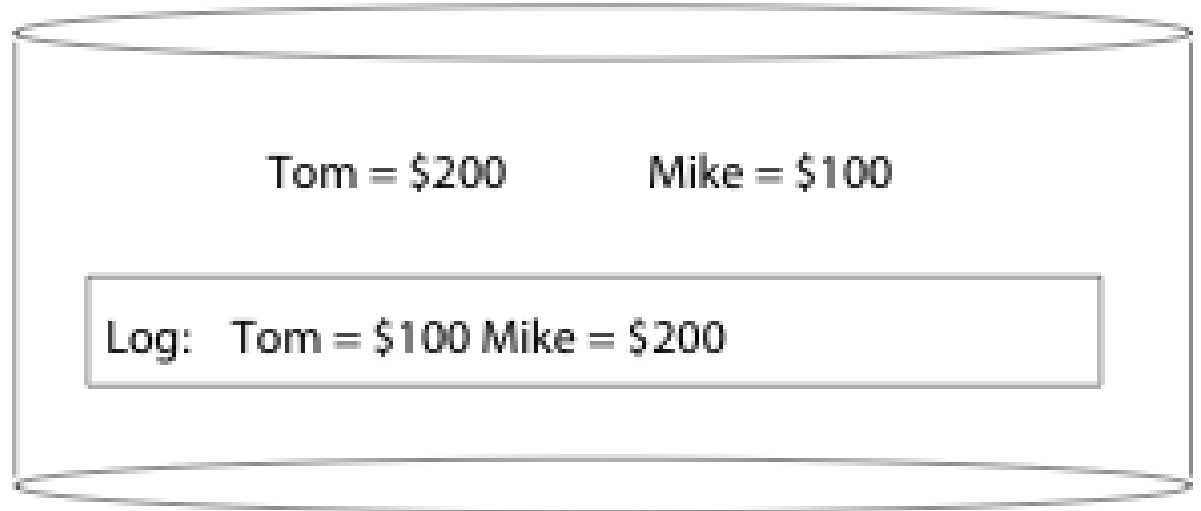 Tom = $200 Mike = $100
Log: Tom = $100 Mike = $200